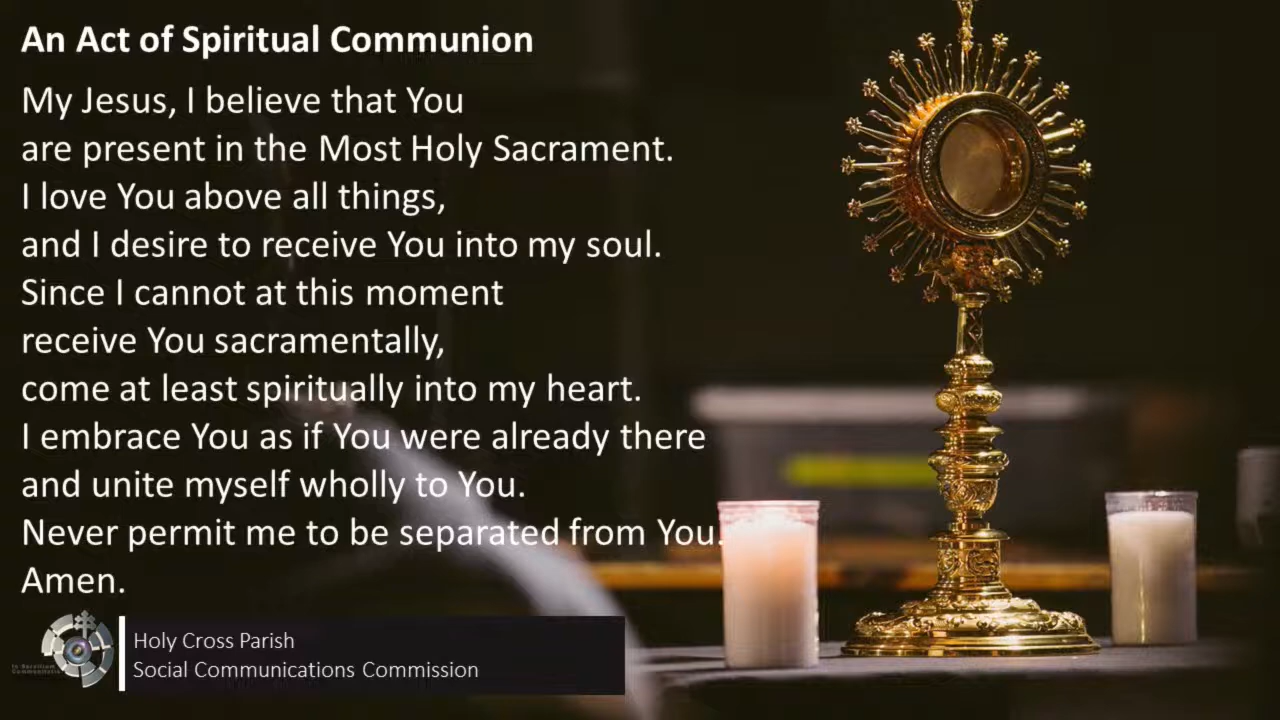 An Act of Spiritual Communion
My Jesus, I believe that You
are present in the Most Holy Sacrament.
I love You above all things,
and I desire to receive You into my soul.
Since I cannot at this moment
receive You sacramentally,
come at least spiritually into my heart.
I embrace You as if You were already there
and unite myself wholly to You.
Never permit me to be separated from You.
Amen.
Holy Cross Parish
Social Communications Commission